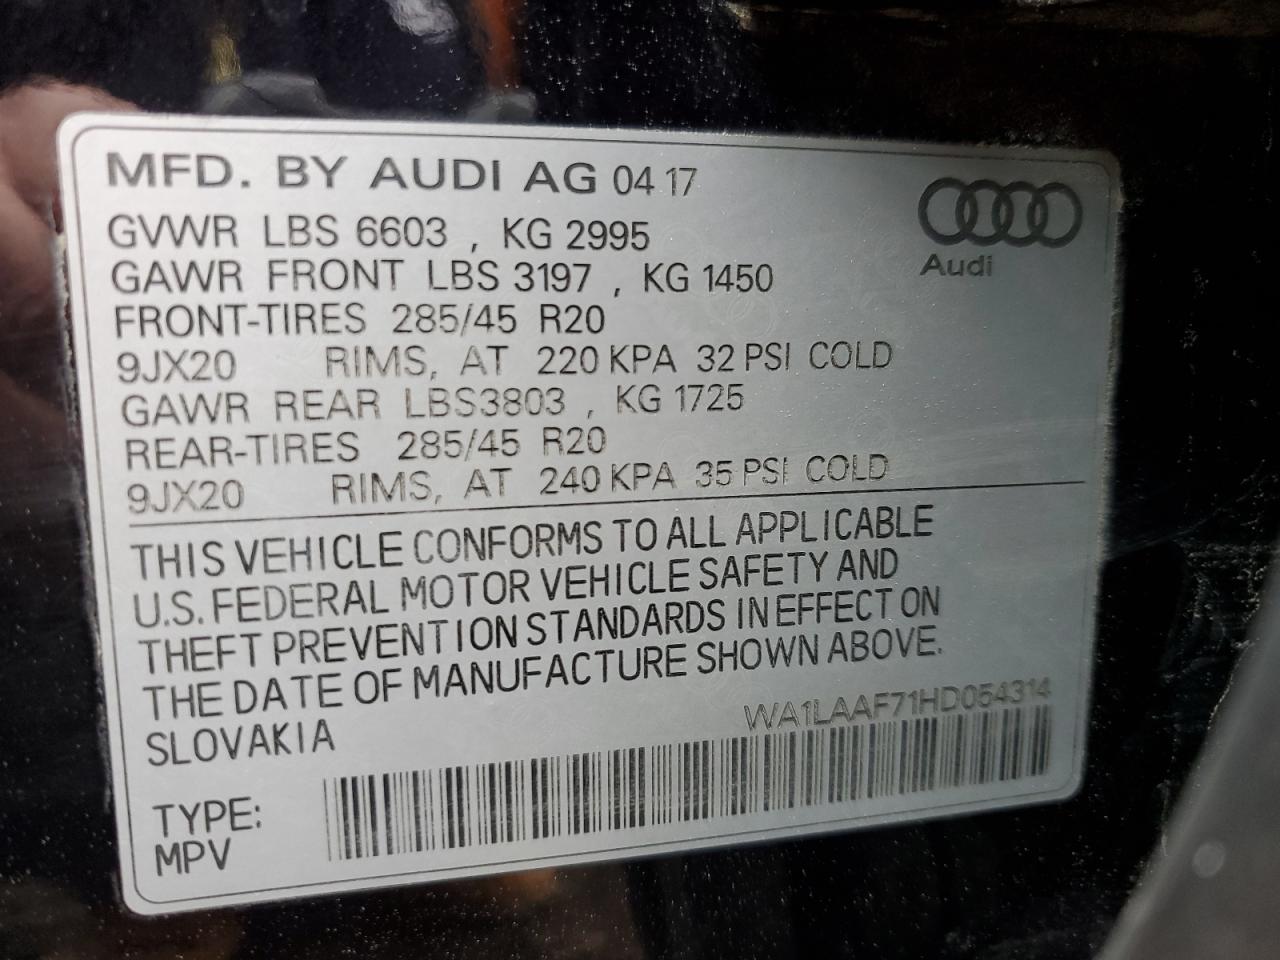 MFD. BY AUDI AG 04 17
Audi
GVWR LBS 6603 , KG 2995
GAWR FRONT LBS 3197 , KG 1450
FRONT-TIRES 285/45 R20
9JX20 RIMS, AT 220 KPA 32 PSI COLD
GAWR REAR LBS3803 , KG 1725
REAR-TIRES 285/45 R20
9JX20 RIMS, AT 240 KPA 35 PSI COLD
THIS VEHICLE CONFORMS TO ALL APPLICABLE
U.S. FEDERAL MOTOR VEHICLE SAFETY AND
THEFT PREVENTION STANDARDS IN EFFECT ON
THE DATE OF MANUFACTURE SHOWN ABOVE.
SLOVAKIA
WA1LAAF71HD054314
TYPE:
MPV